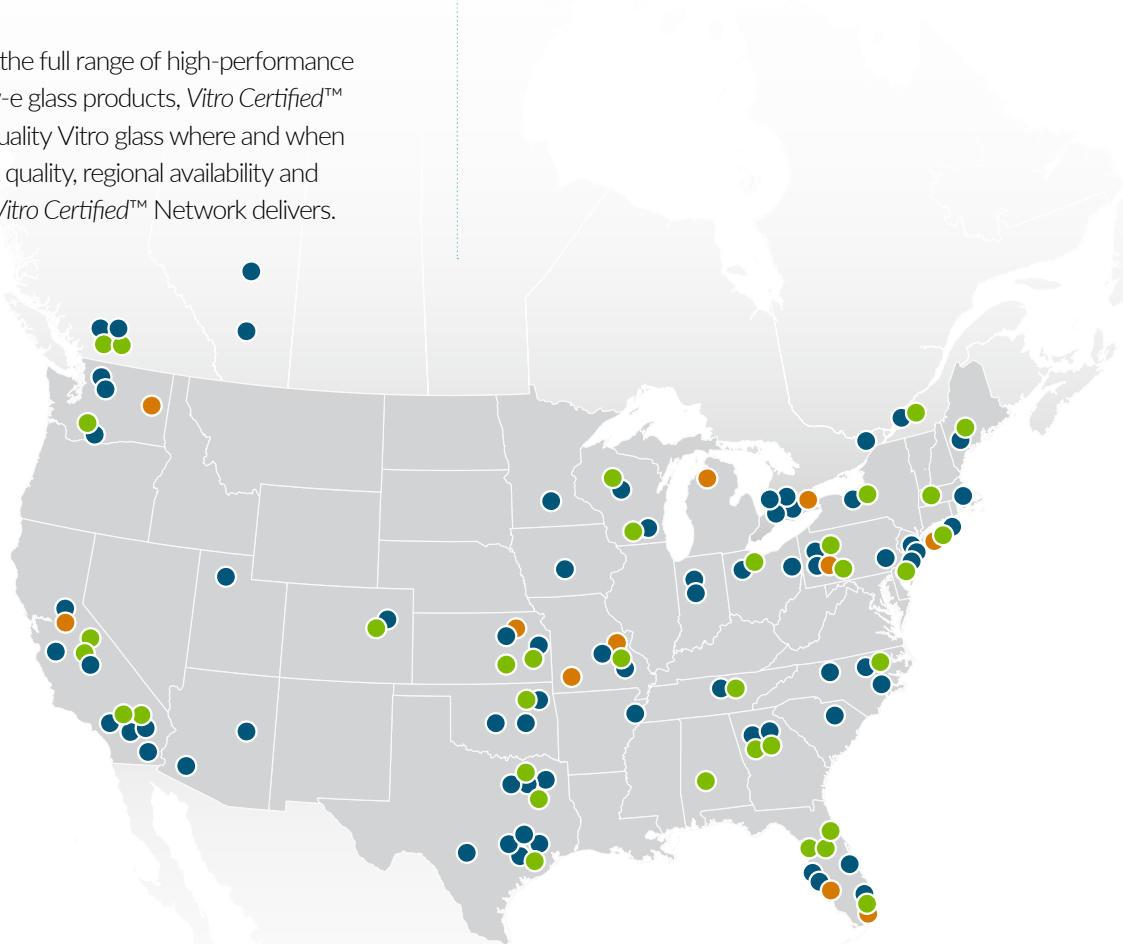 the full range of high-performance
-e glass products, Vitro Certified™
uality Vitro glass where and when
quality, regional availability and
Vitro Certified™ Network delivers.